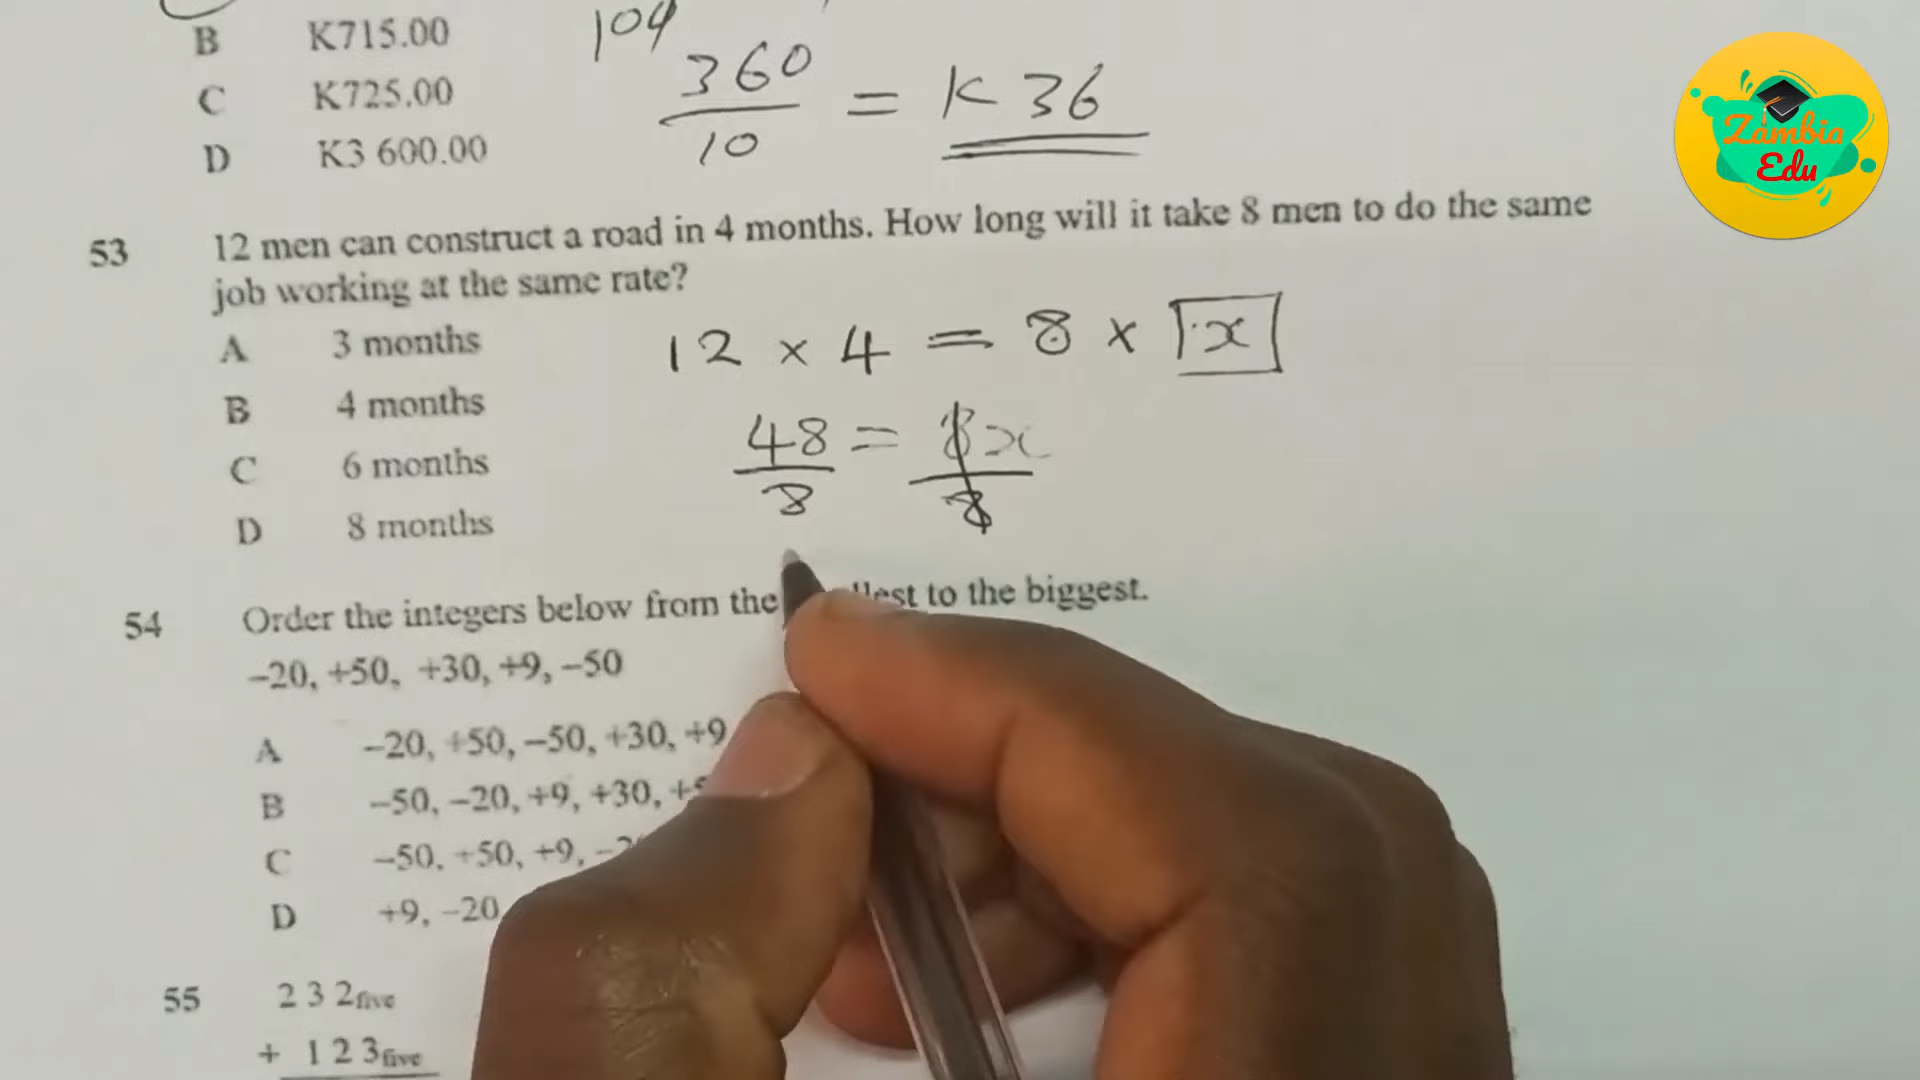 B K715.00
104
C K725.00
360
10
= K 36
D K3 600.00
Zambia
Edu
53 12 men can construct a road in 4 months. How long will it take 8 men to do the same
job working at the same rate?
A 3 months
12 × 4 = 8 × x
B 4 months
48 = 8x
8 8
C 6 months
D 8 months
54 Order the integers below from the to the biggest.
–20, +50, +30, +9, –50
A –20, +50, –50, +30, +9
B –50, –20, +9, +30,
C –50, +50, +9,
D +9, –20
55 2 3 2five
+ 1 2 3five